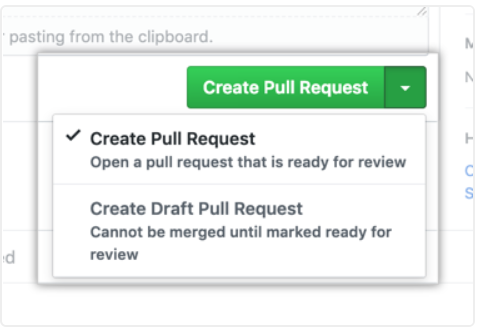 pasting from the clipboard.
Create Pull Request
Create Pull Request
Open a pull request that is ready for review
Create Draft Pull Request
Cannot be merged until marked ready for
review